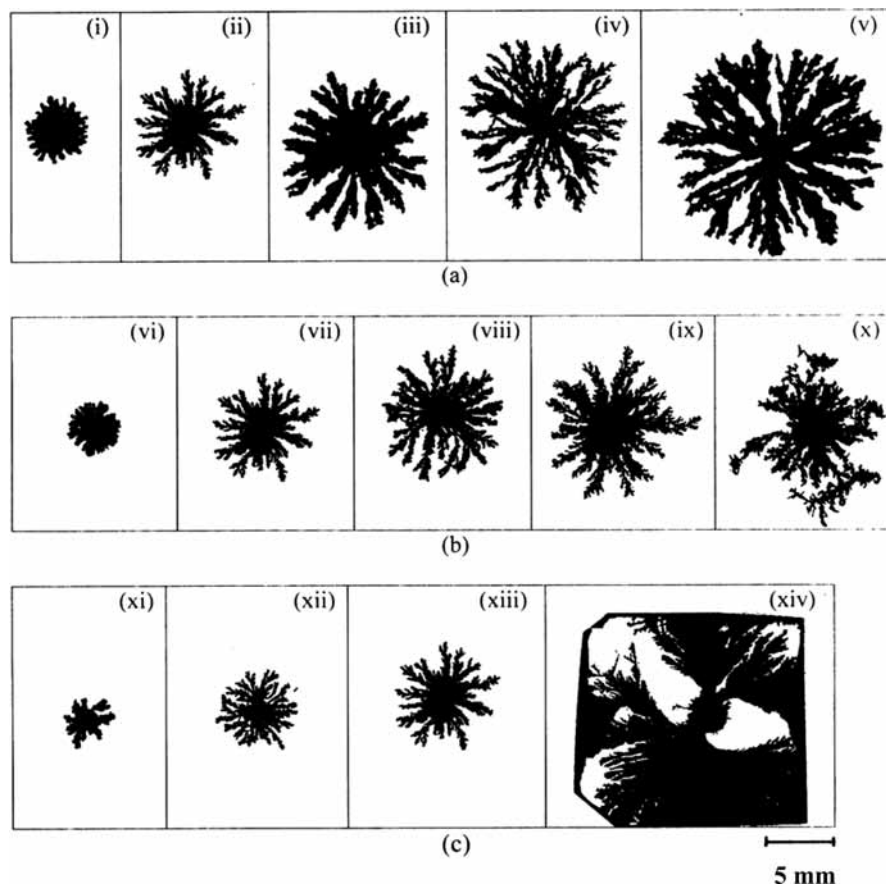 (i) (ii) (iii) (iv) (v)
(a)
(vi) (vii) (viii) (ix) (x)
(b)
(xi) (xii) (xiii) (xiv)
(c)
5 mm